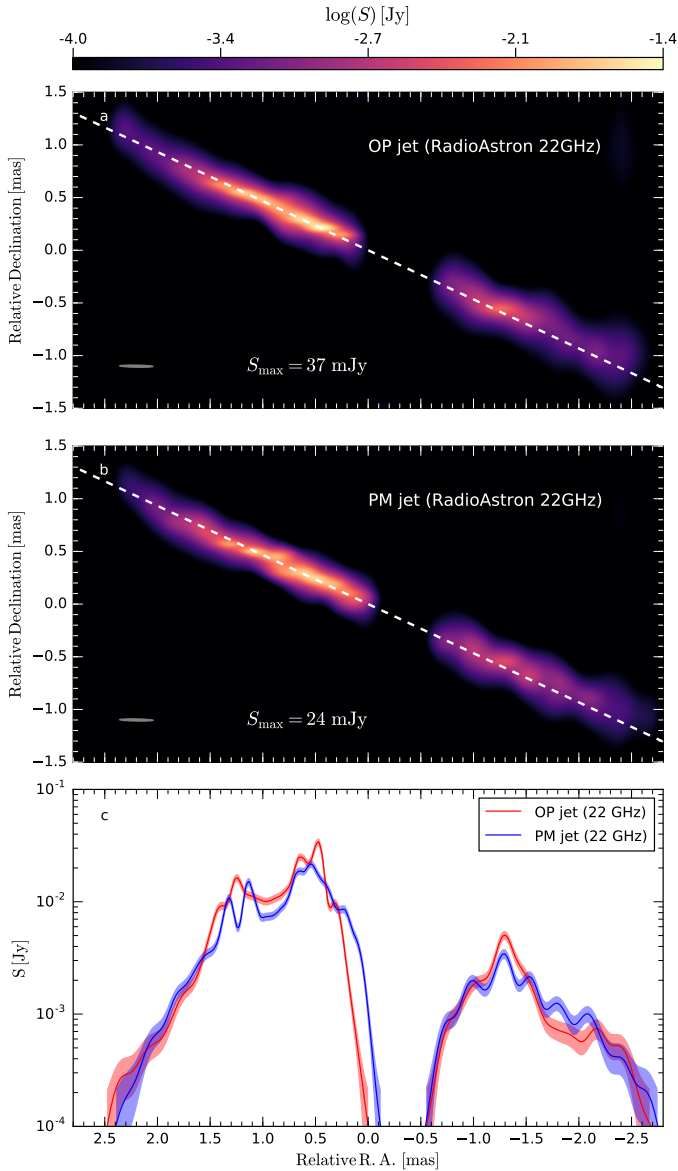 log(S) [Jy]
-4.0 -3.4 -2.7 -2.1 -1.4
a
OP jet (RadioAstron 22GHz)
1.5
1.0
0.5
0.0
−0.5
−1.0
−1.5
Relative Declination [mas]
S_max = 37 mJy
b
PM jet (RadioAstron 22GHz)
1.5
1.0
0.5
0.0
−0.5
−1.0
−1.5
Relative Declination [mas]
S_max = 24 mJy
c
OP jet (22 GHz)
PM jet (22 GHz)
10^-1
10^-2
10^-3
10^-4
S [Jy]
2.5 2.0 1.5 1.0 0.5 0.0 −0.5 −1.0 −1.5 −2.0 −2.5
Relative R. A. [mas]